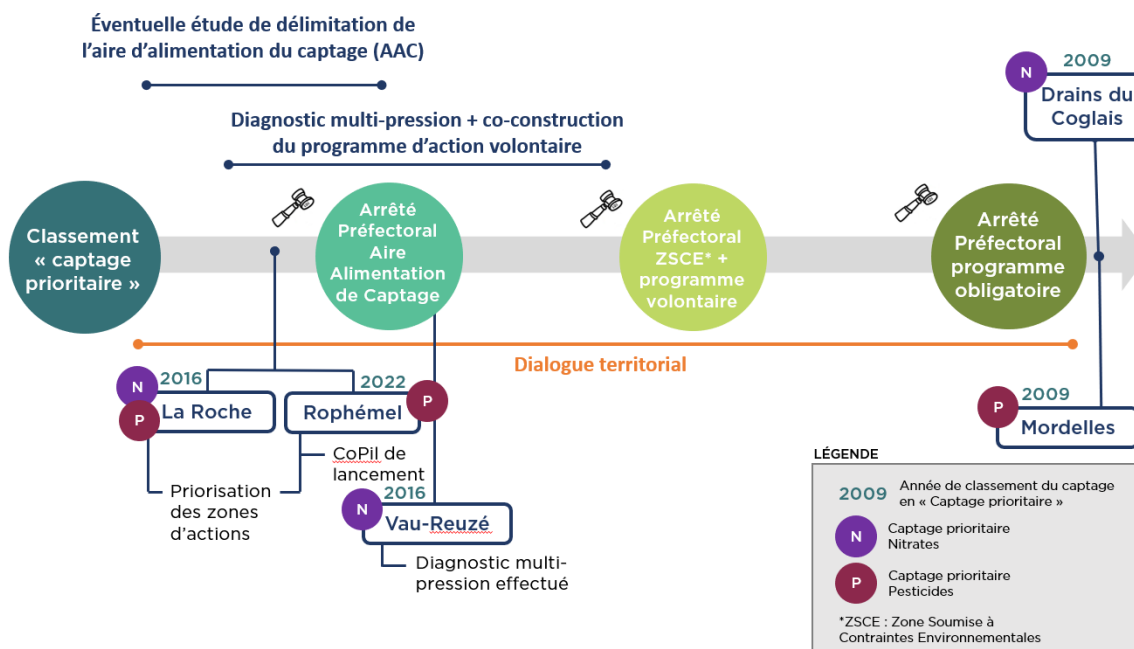 Éventuelle étude de délimitation de
l'aire d'alimentation du captage (AAC)
Diagnostic multi-pression + co-construction
du programme d'action volontaire
N
2009
Drains du
Coglais
Classement
« captage
prioritaire »
Arrêté
Préfectoral
Aire
Alimentation
de Captage
Arrêté
Préfectoral
ZSCE* +
programme
volontaire
Arrêté
Préfectoral
programme
obligatoire
Dialogue territorial
N
P
2016
La Roche
2022
Rophémel
P
Priorisation
des zones
d'actions
CoPil de
lancement
N
2016
Vau-Reuzé
Diagnostic multi-
pression effectué
P
2009
Mordelles
LÉGENDE
2009
Année de classement du captage
en « Captage prioritaire »
N
Captage prioritaire
Nitrates
P
Captage prioritaire
Pesticides
*ZSCE : Zone Soumise à
Contraintes Environnementales